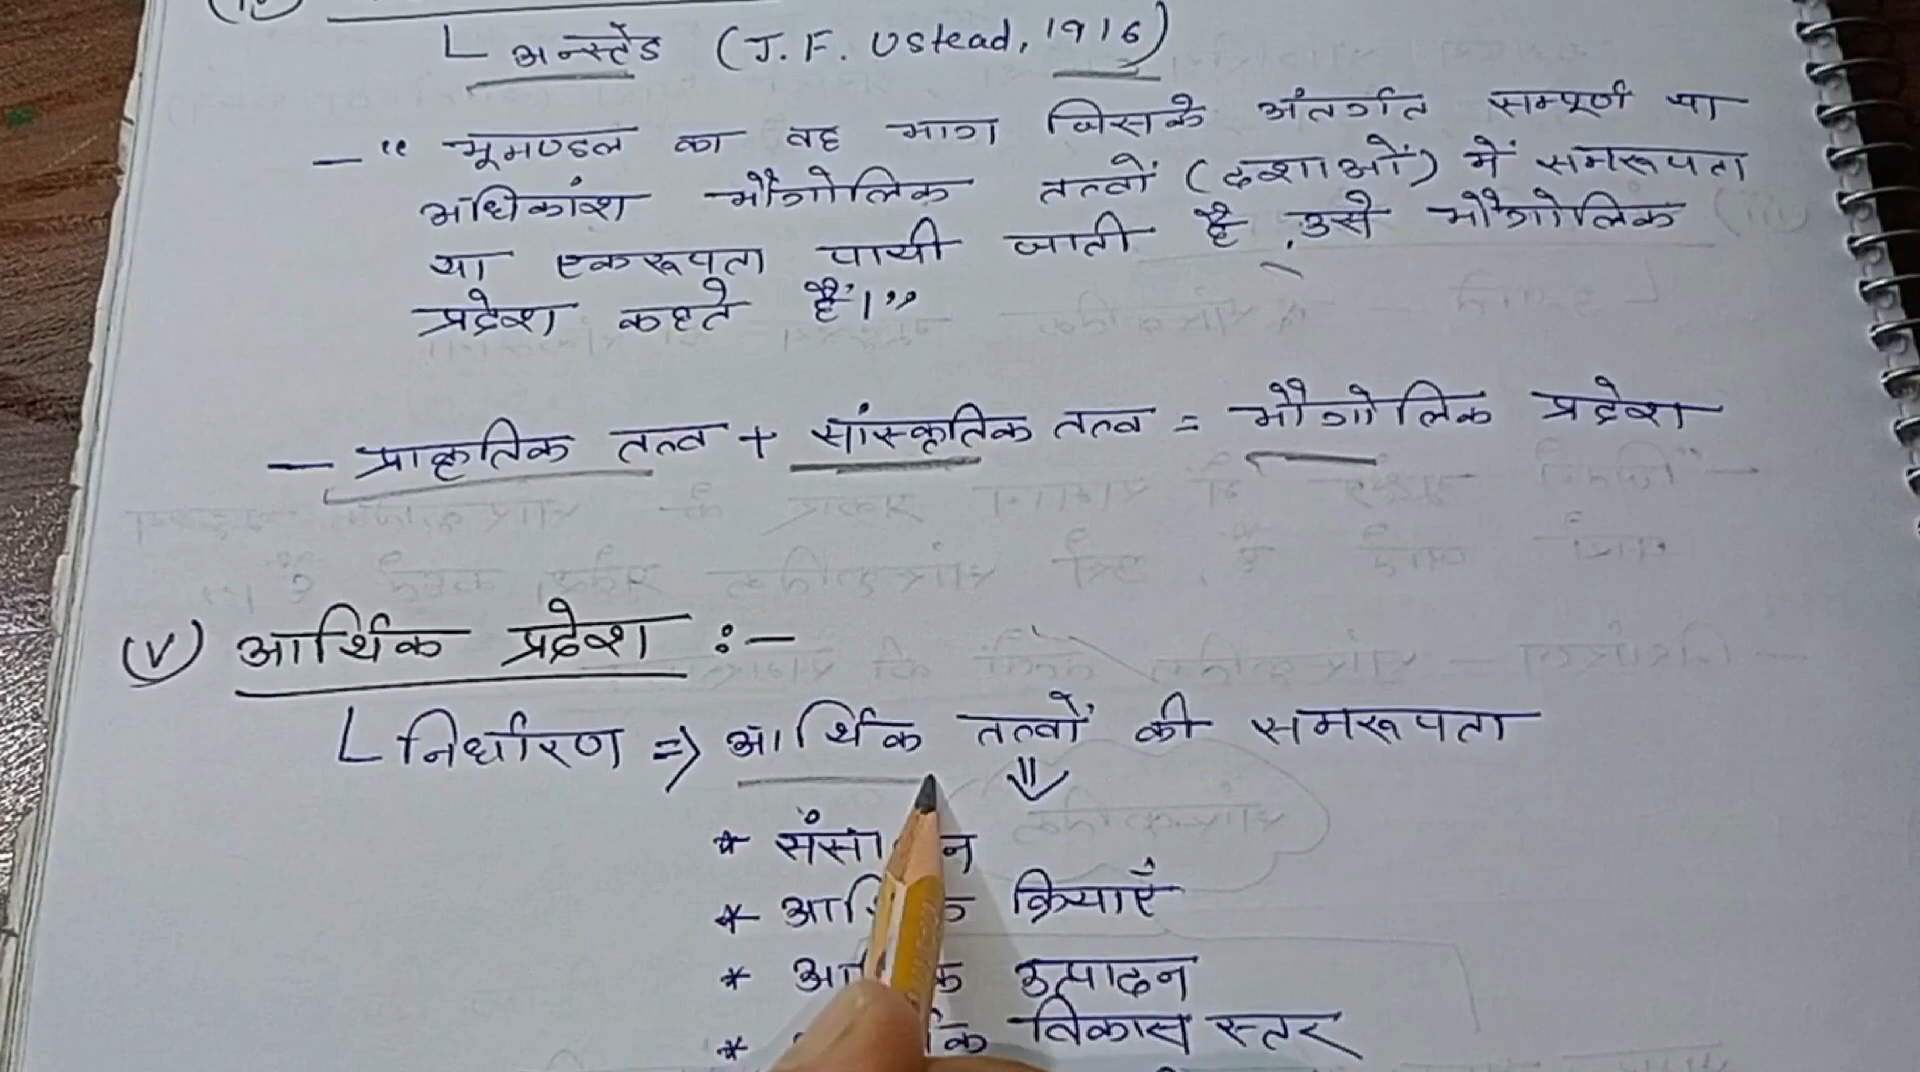 └ अन्स्टेड (J. F. Ustead, 1916)
— “ भूमण्डल का वह भाग जिसके अंतर्गत सम्पूर्ण या
अधिकांश भौगोलिक तत्वों (दशाओं) में समरूपता
या एकरूपता पायी जाती है , उसे भौगोलिक
प्रदेश कहते हैं।”
— प्राकृतिक तत्व + सांस्कृतिक तत्व = भौगोलिक प्रदेश
(v) आर्थिक प्रदेश :—
└ निर्धारण => आर्थिक तत्वों की समरूपता
⇓
*
* क्रियाएँ
* उत्पादन
* विकास स्तर